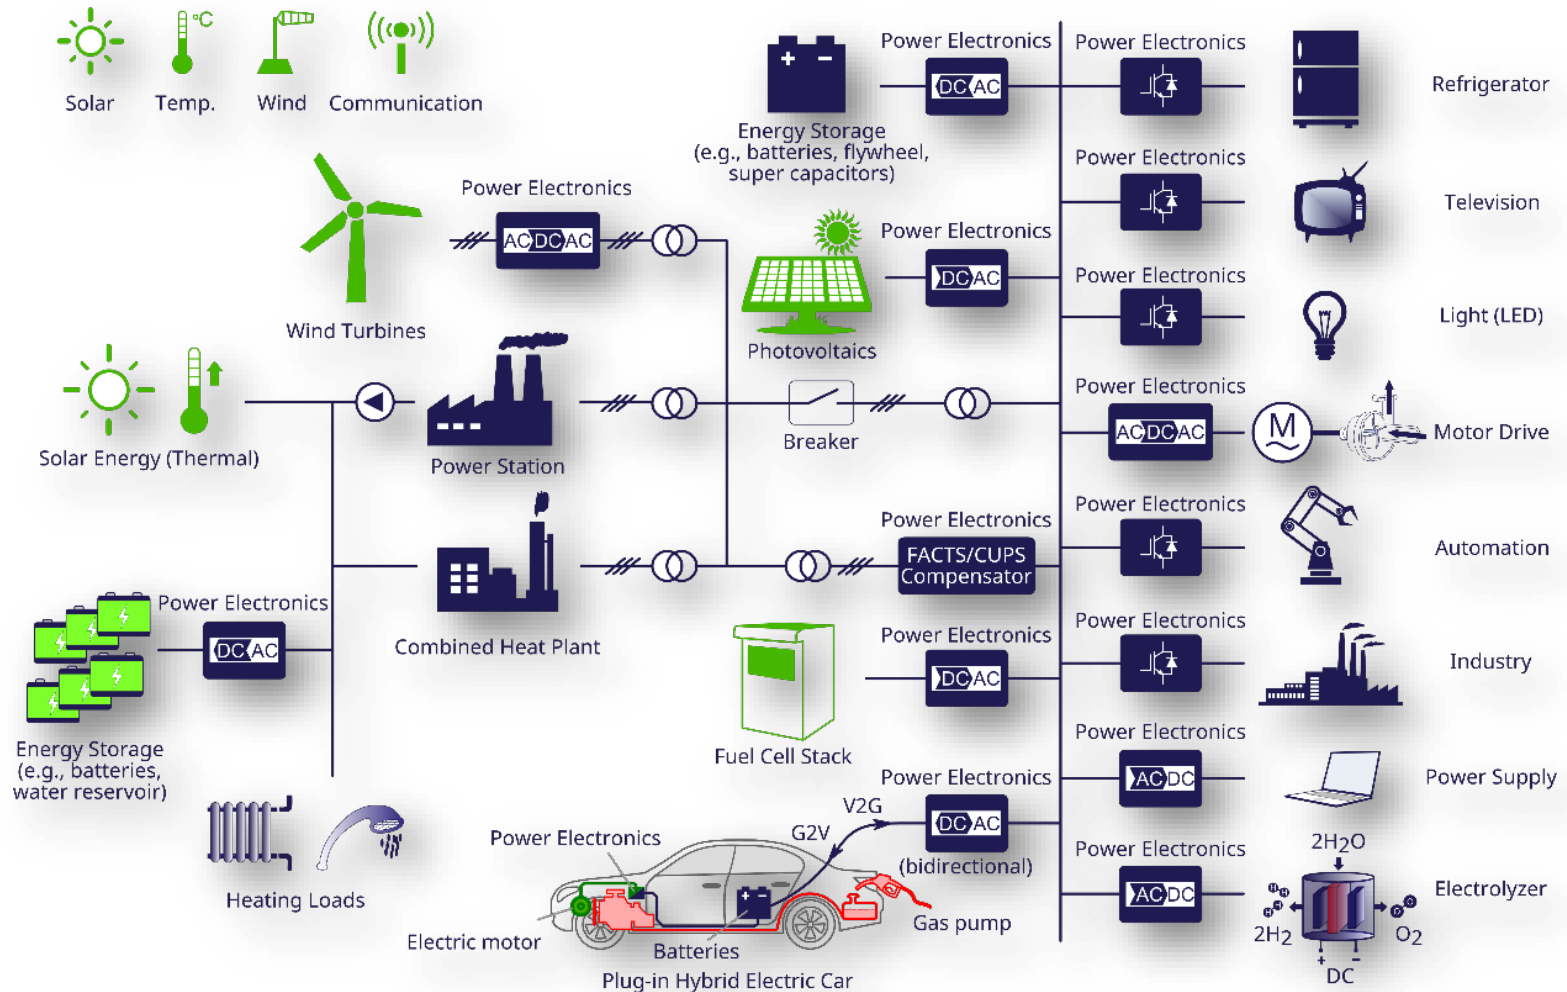 °C
Solar
Temp.
Wind
Communication
Power Electronics
AC DC AC
Wind Turbines
Solar Energy (Thermal)
Power Station
Combined Heat Plant
Power Electronics
DC AC
Energy Storage
(e.g., batteries,
water reservoir)
Heating Loads
+ −
Energy Storage
(e.g., batteries, flywheel,
super capacitors)
Power Electronics
DC AC
Photovoltaics
Power Electronics
DC AC
Breaker
Power Electronics
FACTS/CUPS
Compensator
Fuel Cell Stack
Power Electronics
DC AC
Power Electronics
DC AC
(bidirectional)
V2G
G2V
Power Electronics
+ −
Electric motor
Batteries
Gas pump
Plug-in Hybrid Electric Car
Power Electronics
Refrigerator
Power Electronics
Television
Power Electronics
Light (LED)
Power Electronics
AC DC AC
M
~
Motor Drive
Power Electronics
Automation
Power Electronics
Industry
Power Electronics
AC DC
Power Supply
Power Electronics
AC DC
2H₂O
Electrolyzer
H H
H H
2H₂
O O
O₂
+ −
DC